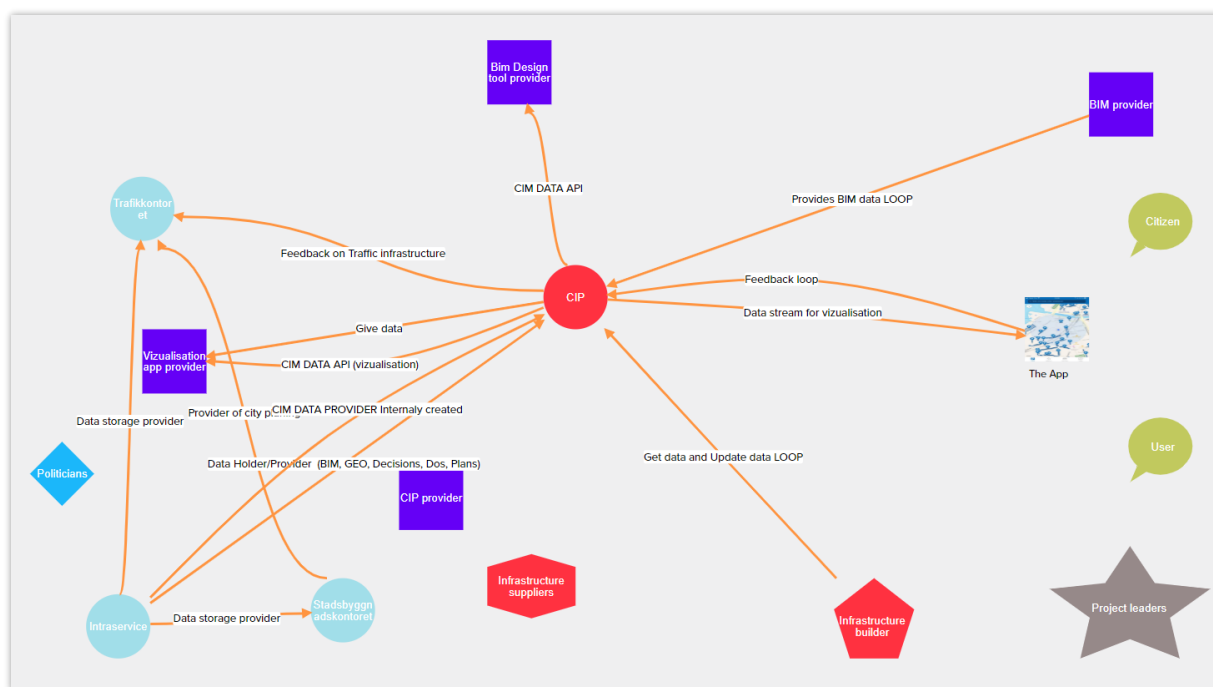 Bim Design
tool provider
BIM provider
CIM DATA API
Provides BIM data LOOP
Trafikkontor
et
Citizen
Feedback on Traffic infrastructure
Feedback loop
CIP
Data stream for vizualisation
Give data
Vizualisation
app provider
CIM DATA API (vizualisation)
The App
Provider of city
CIM DATA PROVIDER Internaly created
Data storage provider
User
Get data and Update data LOOP
Data Holder/Provider (BIM, GEO, Decisions, Dos, Plans)
Politicians
CIP provider
Infrastructure
suppliers
Stadsbyggn
adskontoret
Project leaders
Data storage provider
Intraservice
Infrastructure
builder